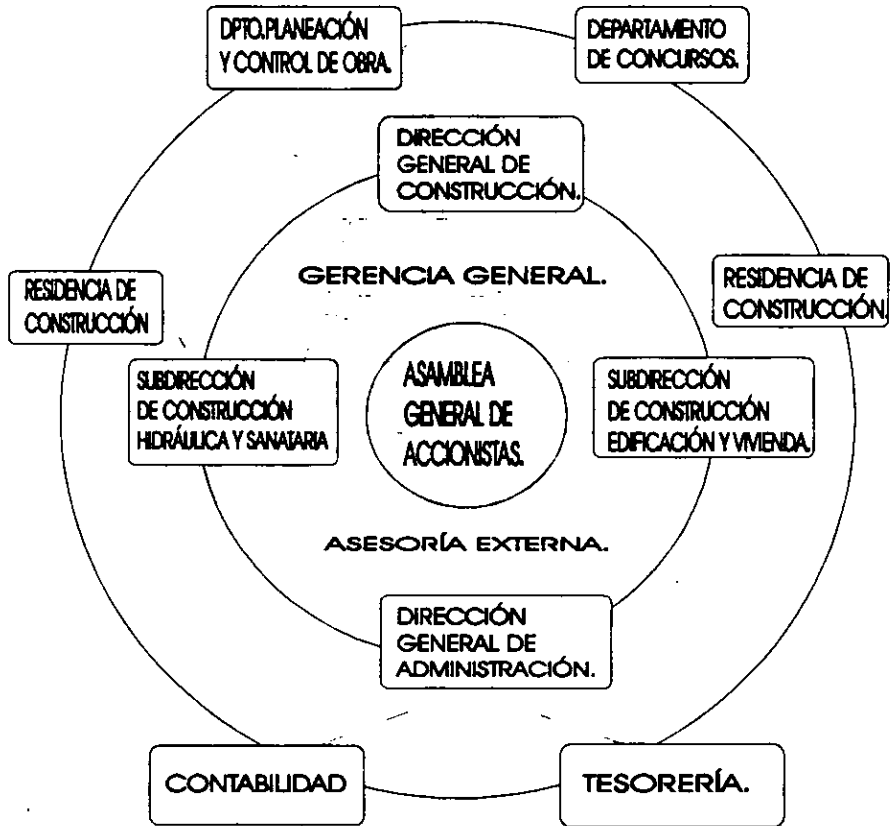 DPTO.PLANEACIÓN
Y CONTROL DE OBRA.
DEPARTAMENTO
DE CONCURSOS.
DIRECCIÓN
GENERAL DE
CONSTRUCCIÓN.
GERENCIA GENERAL.
RESIDENCIA DE
CONSTRUCCIÓN
RESIDENCIA DE
CONSTRUCCIÓN.
SUBDIRECCIÓN
DE CONSTRUCCIÓN
HIDRÁULICA Y SANATARIA
ASAMBLEA
GENERAL DE
ACCIONISTAS.
SUBDIRECCIÓN
DE CONSTRUCCIÓN
EDIFICACIÓN Y VIVIENDA.
ASESORÍA EXTERNA.
DIRECCIÓN
GENERAL DE
ADMINISTRACIÓN.
CONTABILIDAD
TESORERÍA.